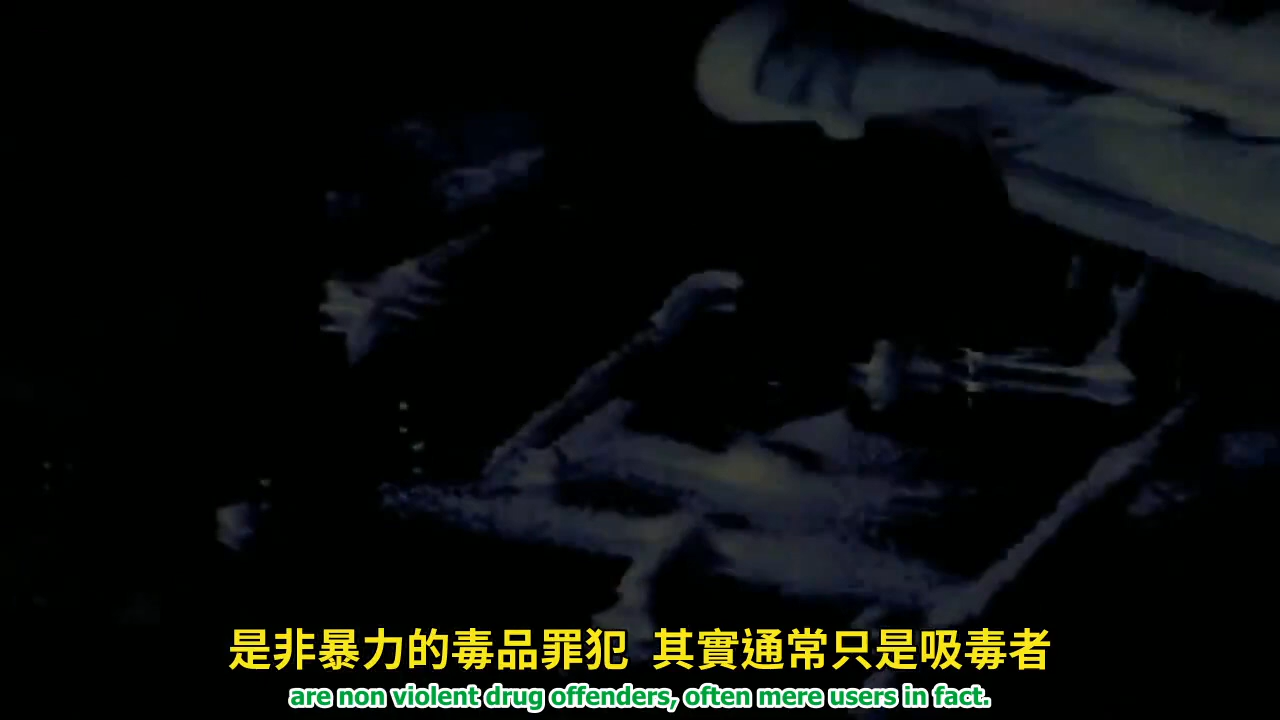 是非暴力的毒品罪犯 其實通常只是吸毒者
are non violent drug offenders, often mere users in fact.